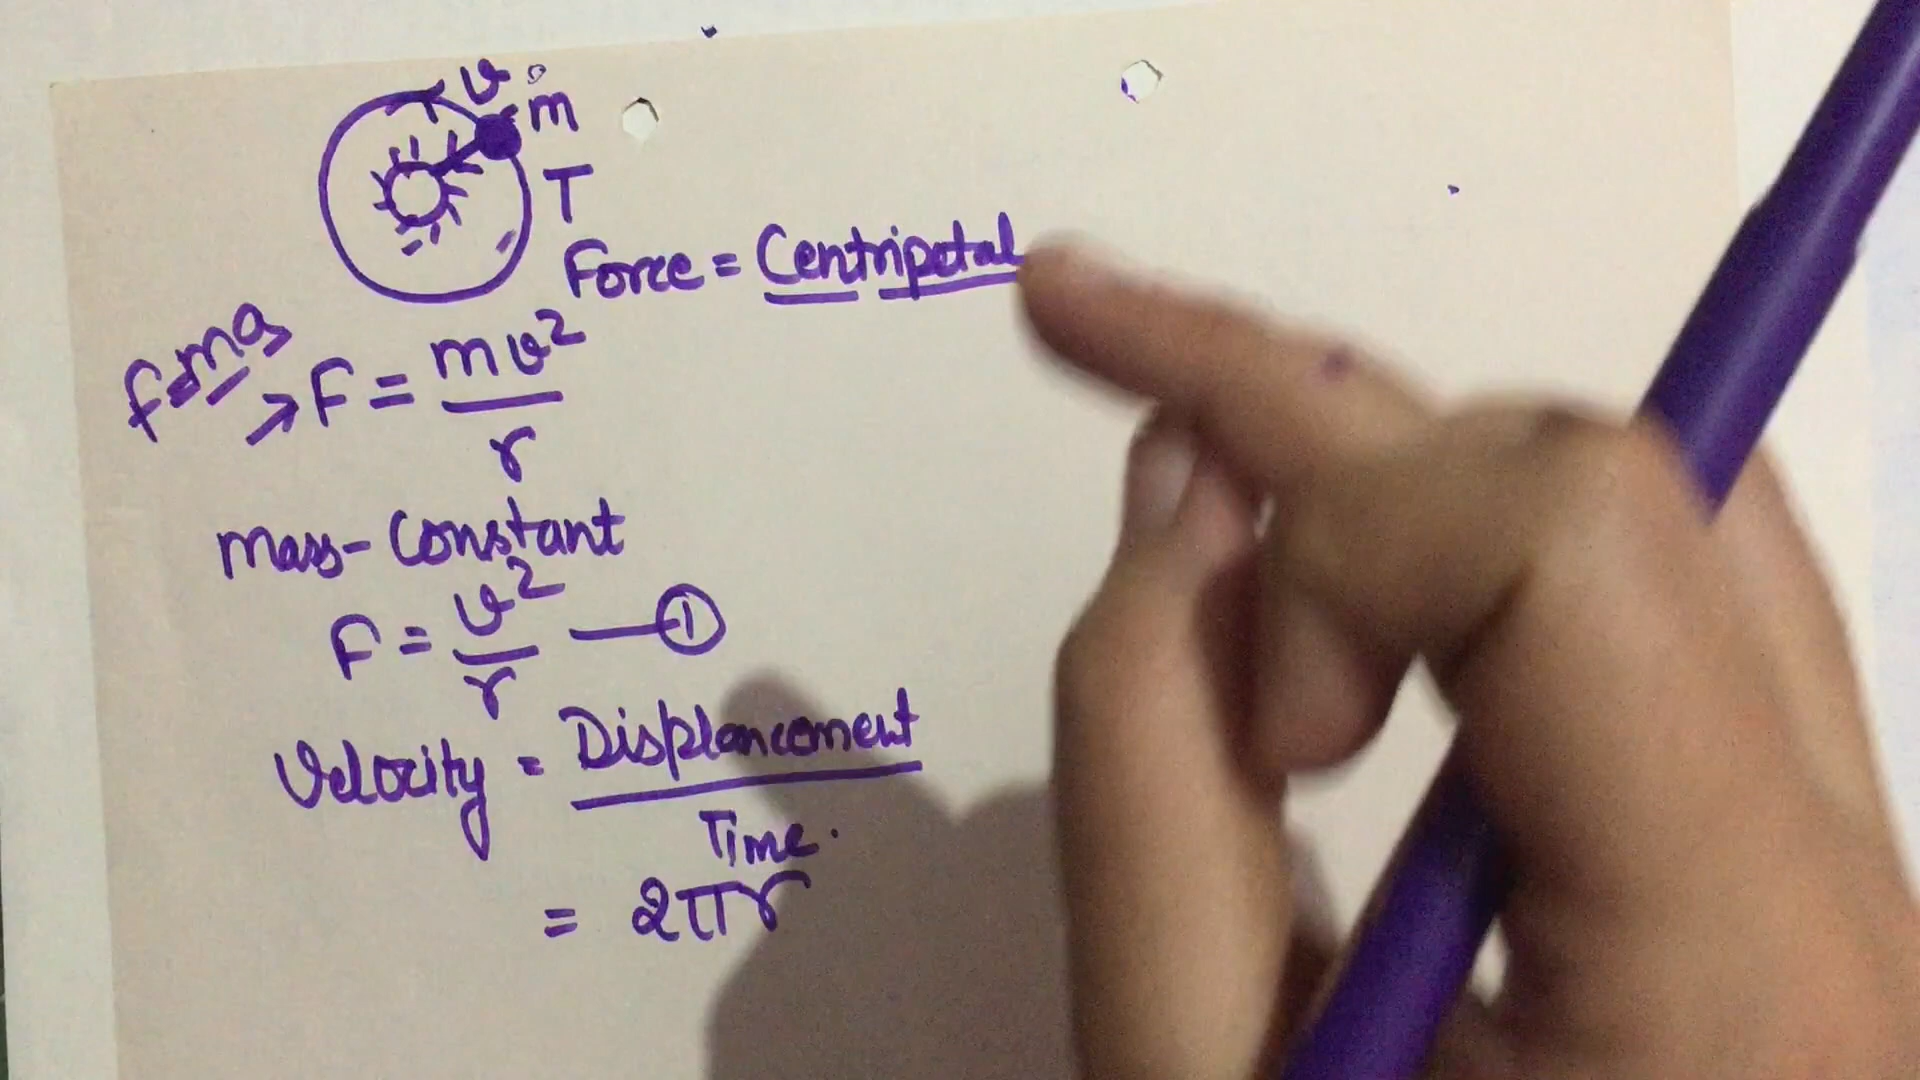 v
m
T
Force = Centripetal
f=ma
→ F = mv²
r
Mass - Constant
F = v² — ①
r
Velocity = Displancement
Time.
= 2πr